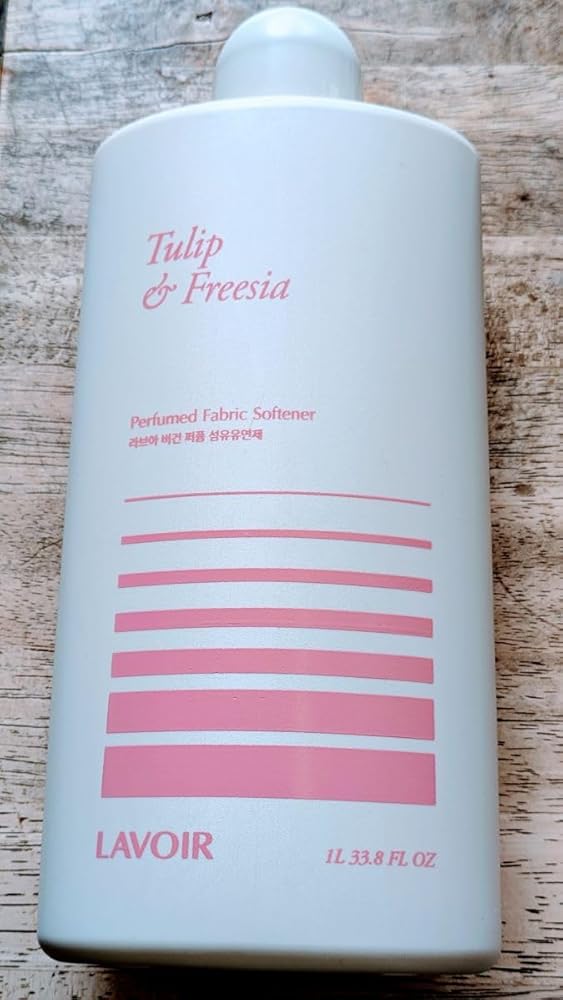 Tulip
& Freesia
Perfumed Fabric Softener
라브아 비건 퍼퓸 섬유유연제
LAVOIR
1L 33.8 FL OZ